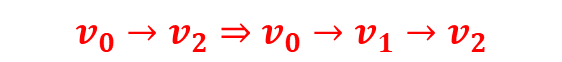 v₀ → v₂ ⇒ v₀ → v₁ → v₂